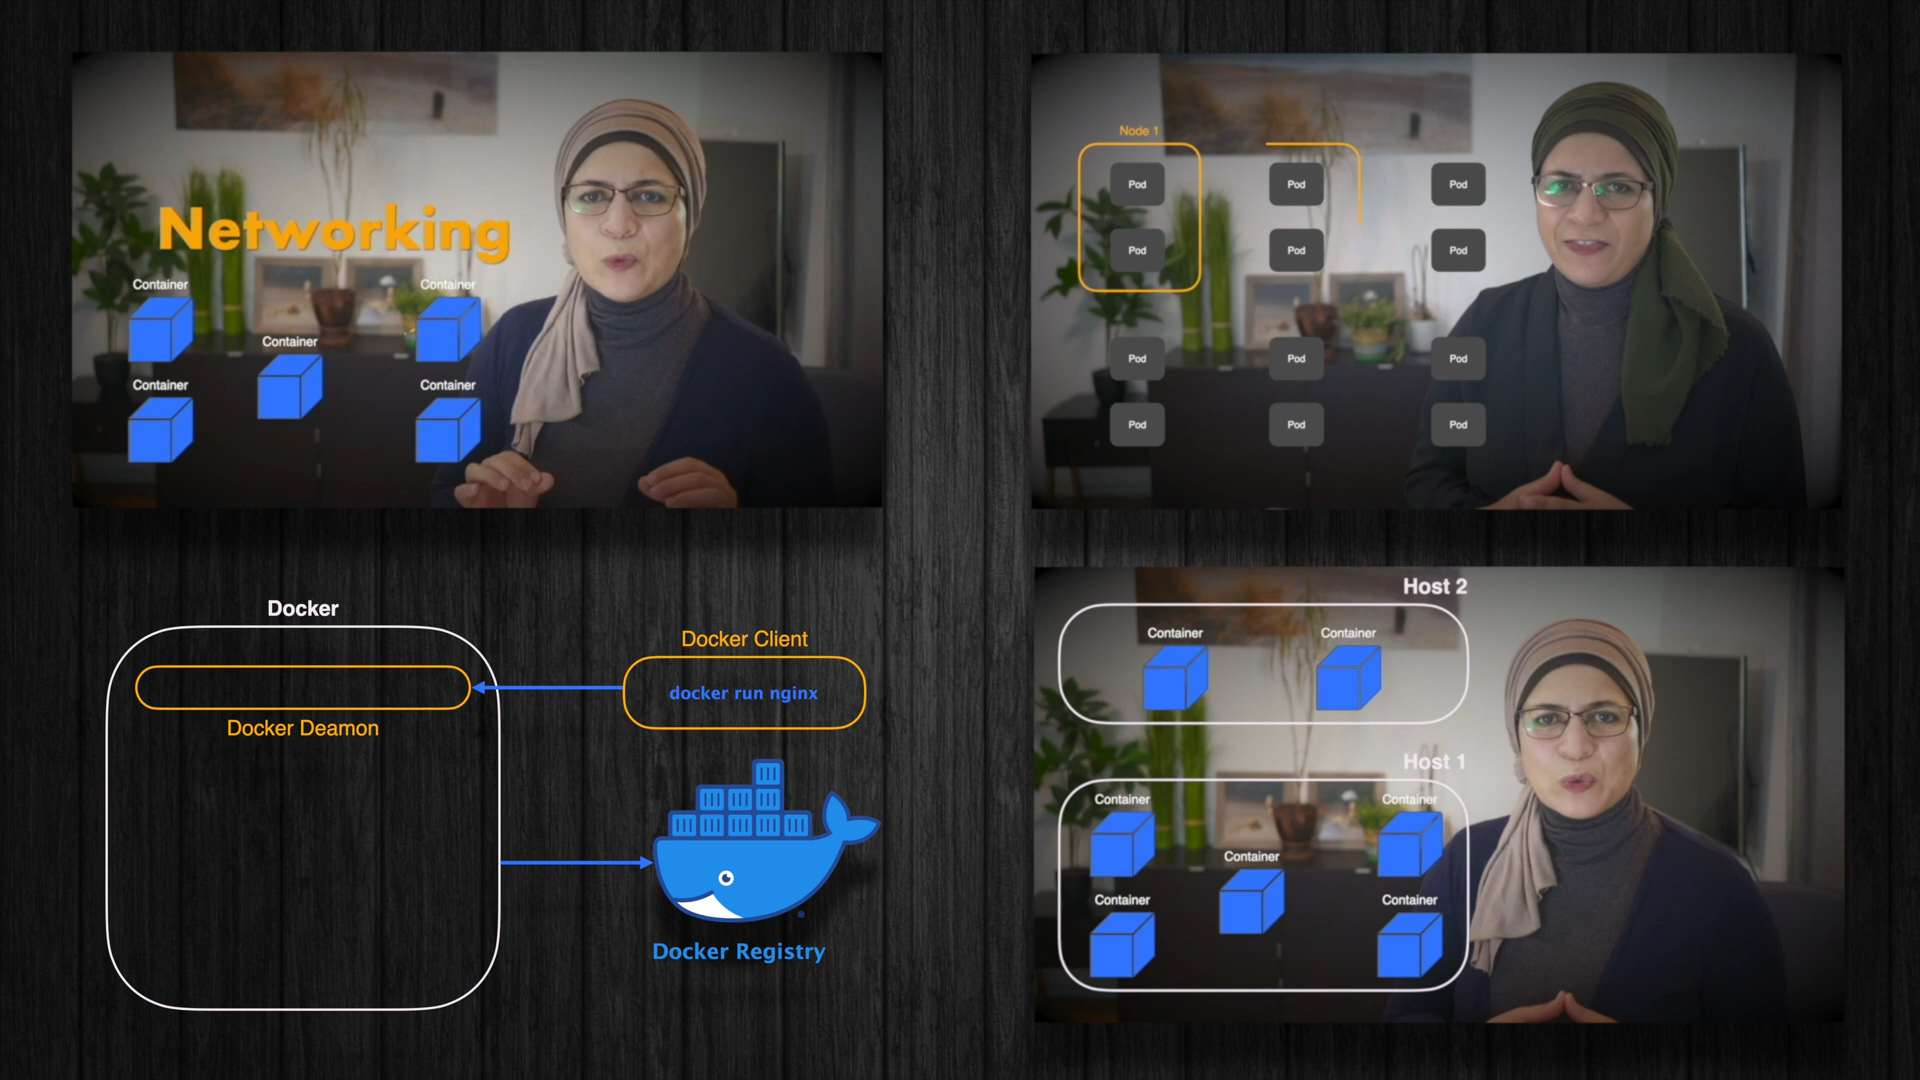 Networking
Container
Container
Container
Container
Container
Node 1
Pod
Pod
Pod
Pod
Pod
Pod
Pod
Pod
Pod
Pod
Pod
Pod
Docker
Docker Deamon
Docker Client
docker run nginx
Docker Registry
Host 2
Container
Container
Host 1
Container
Container
Container
Container
Container